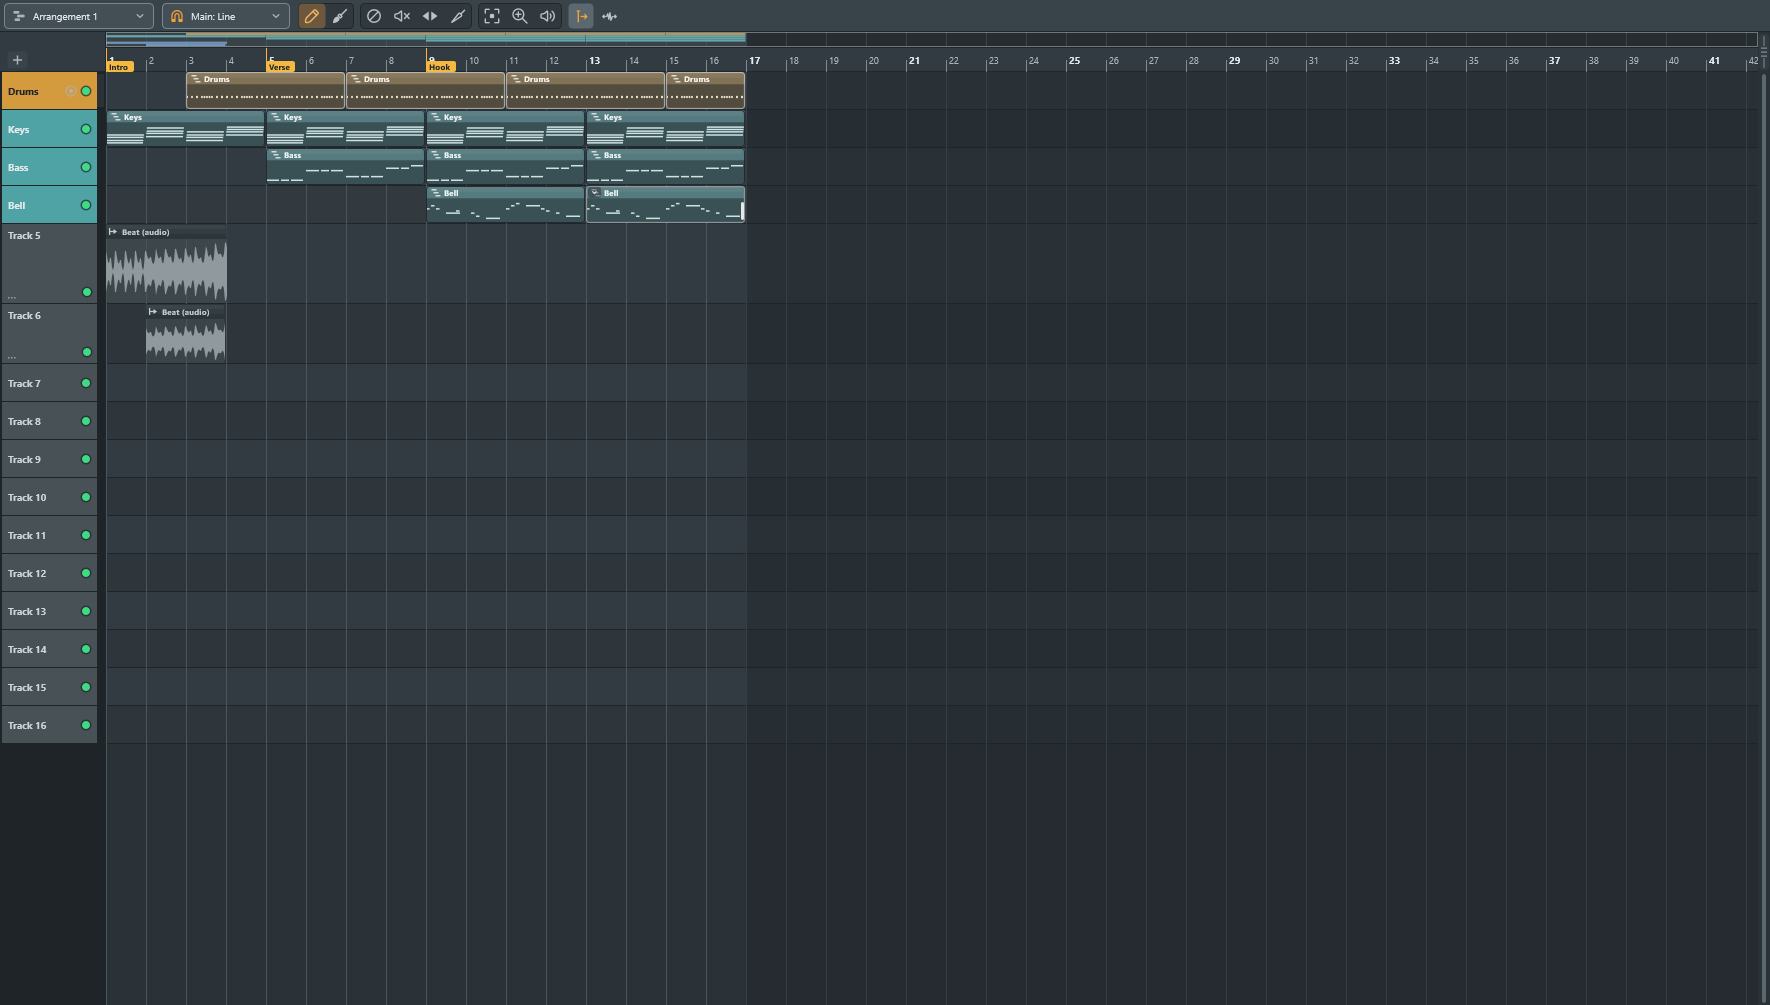 Arrangement 1 Main: Line
1 2 3 4 5 6 7 8 9 10 11 12 13 14 15 16 17 18 19 20 21 22 23 24 25 26 27 28 29 30 31 32 33 34 35 36 37 38 39 40 41 42
Intro Verse Hook
Drums Drums Drums Drums
Drums
Keys Keys Keys Keys
Keys
Bass Bass Bass
Bass
Bell Bell
Bell
Track 5 Beat (audio)
...
Track 6 Beat (audio)
...
Track 7
Track 8
Track 9
Track 10
Track 11
Track 12
Track 13
Track 14
Track 15
Track 16